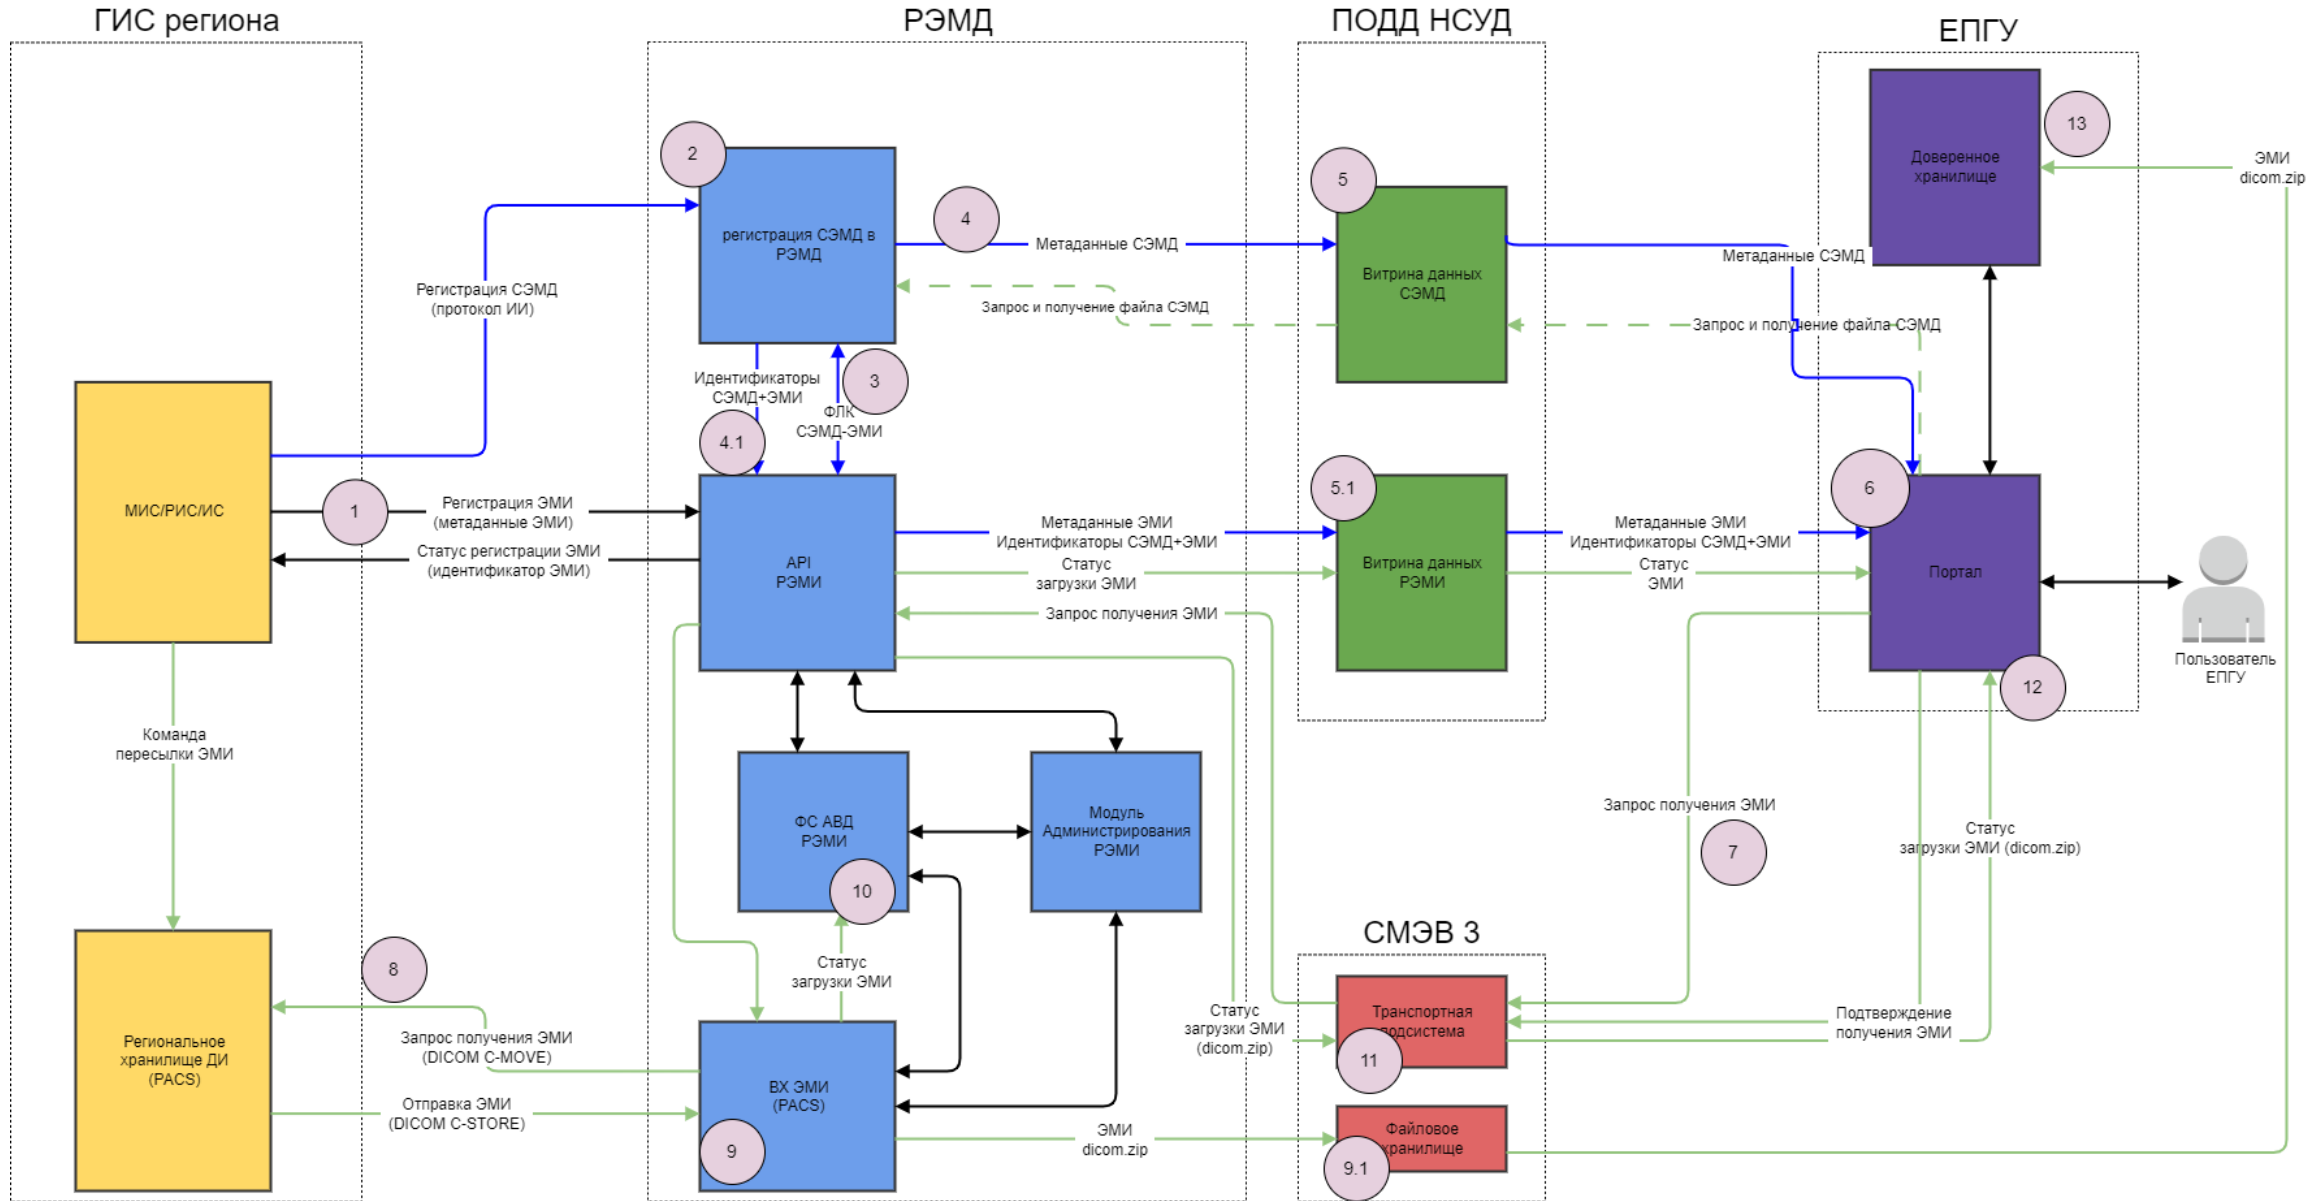 ГИС региона
РЭМД
ПОДД НСУД
ЕПГУ
2
регистрация СЭМД в
РЭМД
4
Метаданные СЭМД
5
Витрина данных
СЭМД
Запрос и получение файла СЭМД
Метаданные СЭМД
Запрос и получение файла СЭМД
Доверенное
хранилище
13
ЭМИ
dicom.zip
Регистрация СЭМД
(протокол ИИ)
Идентификаторы
СЭМД+ЭМИ
3
ФЛК
СЭМД-ЭМИ
4.1
МИС/РИС/ИС
1
Регистрация ЭМИ
(метаданные ЭМИ)
Статус регистрации ЭМИ
(идентификатор ЭМИ)
API
РЭМИ
Метаданные ЭМИ
Идентификаторы СЭМД+ЭМИ
Статус
загрузки ЭМИ
Запрос получения ЭМИ
5.1
Витрина данных
РЭМИ
Метаданные ЭМИ
Идентификаторы СЭМД+ЭМИ
Статус
ЭМИ
6
Портал
12
Пользователь
ЕПГУ
Команда
пересылки ЭМИ
ФС АВД
РЭМИ
10
Модуль
Администрирования
РЭМИ
Запрос получения ЭМИ
7
Статус
загрузки ЭМИ (dicom.zip)
СМЭВ 3
8
Региональное
хранилище ДИ
(PACS)
Запрос получения ЭМИ
(DICOM C-MOVE)
Отправка ЭМИ
(DICOM C-STORE)
Статус
загрузки ЭМИ
ВХ ЭМИ
(PACS)
9
Статус
загрузки ЭМИ
(dicom.zip)
Транспортная
подсистема
11
Подтверждение
получения ЭМИ
ЭМИ
dicom.zip
Файловое
хранилище
9.1